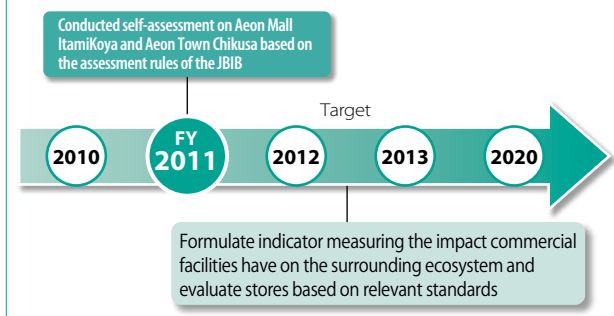 Conducted self-assessment on Aeon Mall
ItamiKoya and Aeon Town Chikusa based on
the assessment rules of the JBIB
Target
2010
FY
2011
2012
2013
2020
Formulate indicator measuring the impact commercial
facilities have on the surrounding ecosystem and
evaluate stores based on relevant standards